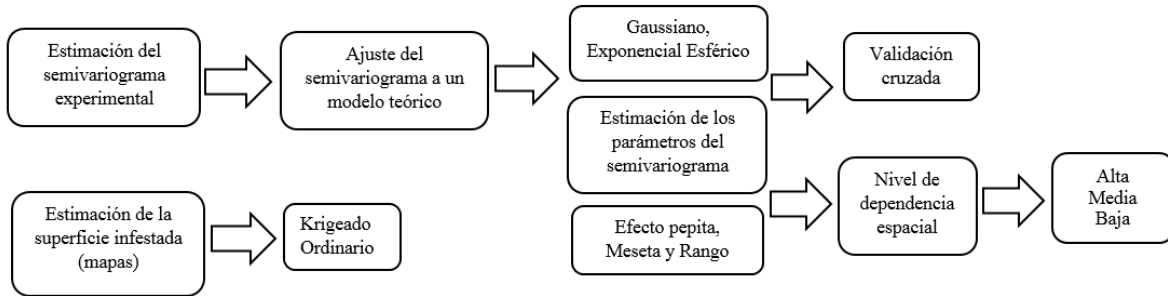 Estimación del
semivariograma
experimental
Ajuste del
semivariograma a un
modelo teórico
Gaussiano,
Exponencial Esférico
Validación
cruzada
Estimación de los
parámetros del
semivariograma
Estimación de la
superficie infestada
(mapas)
Krigeado
Ordinario
Efecto pepita,
Meseta y Rango
Nivel de
dependencia
espacial
Alta
Media
Baja